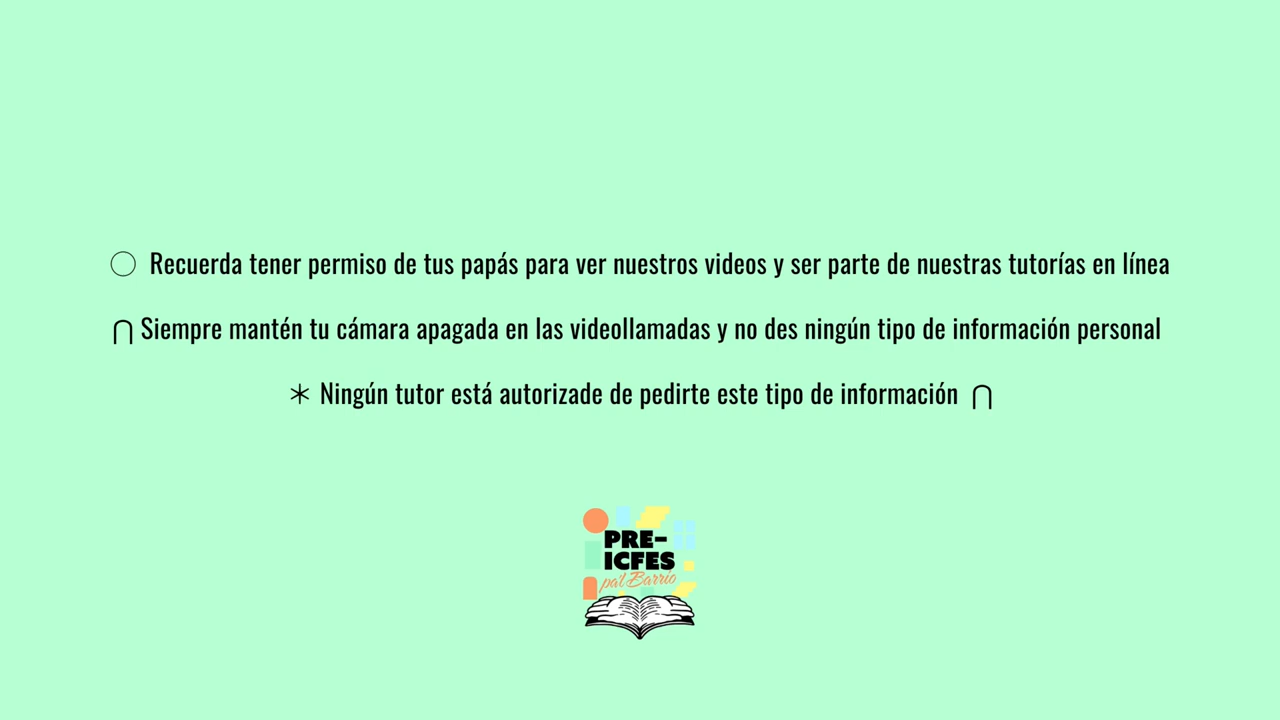 Recuerda tener permiso de tus papás para ver nuestros videos y ser parte de nuestras tutorías en línea
Siempre mantén tu cámara apagada en las videollamadas y no des ningún tipo de información personal
Ningún tutor está autorizade de pedirte este tipo de información
PRE-
ICFES
pa'l Barrio